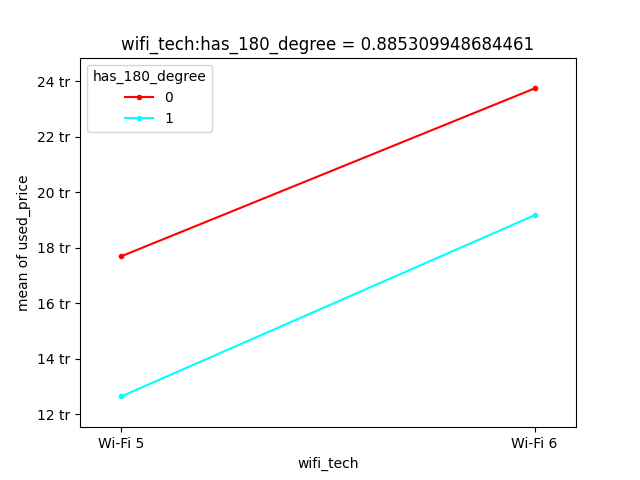 wifi_tech:has_180_degree = 0.885309948684461
has_180_degree
0
1
24 tr
22 tr
20 tr
18 tr
16 tr
14 tr
12 tr
mean of used_price
Wi-Fi 5
Wi-Fi 6
wifi_tech